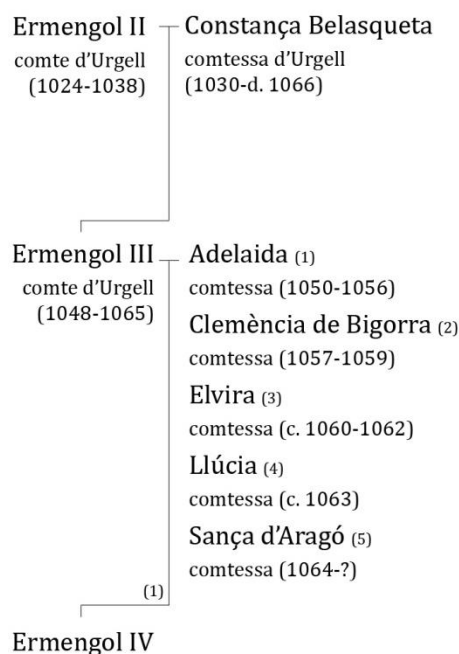 Ermengol II
comte d’Urgell
(1024-1038)
Constança Belasqueta
comtessa d’Urgell
(1030-d. 1066)
Ermengol III
comte d’Urgell
(1048-1065)
Adelaida (1)
comtessa (1050-1056)
Clemència de Bigorra (2)
comtessa (1057-1059)
Elvira (3)
comtessa (c. 1060-1062)
Llúcia (4)
comtessa (c. 1063)
Sança d’Aragó (5)
comtessa (1064-?)
(1)
Ermengol IV